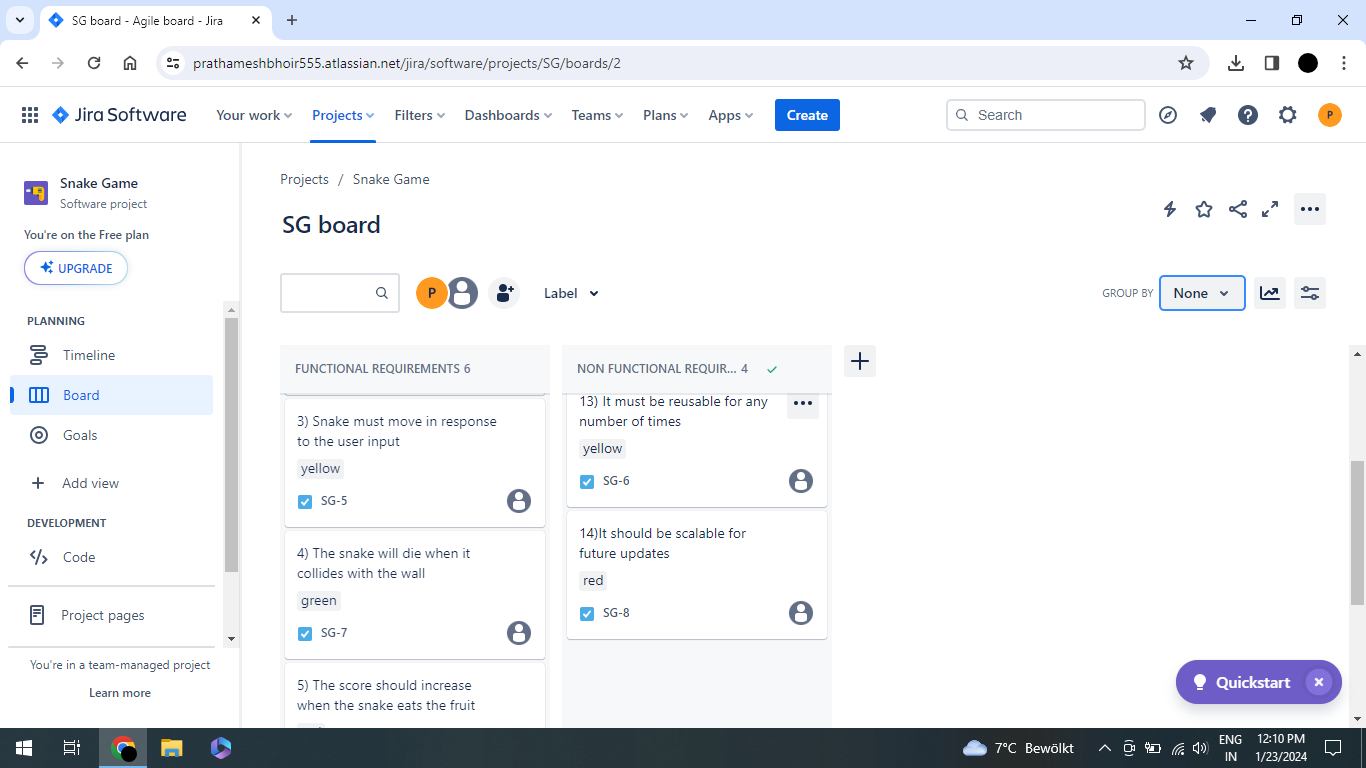 SG board - Agile board - Jira
prathameshbhoir555.atlassian.net/jira/software/projects/SG/boards/2
Jira Software
Your work
Projects
Filters
Dashboards
Teams
Plans
Apps
Create
Search
P
Snake Game
Software project
You're on the Free plan
UPGRADE
PLANNING
Timeline
Board
Goals
Add view
DEVELOPMENT
Code
Project pages
You're in a team-managed project
Learn more
Projects / Snake Game
SG board
P
Label
GROUP BY
None
FUNCTIONAL REQUIREMENTS 6
3) Snake must move in response
to the user input
yellow
SG-5
4) The snake will die when it
collides with the wall
green
SG-7
5) The score should increase
when the snake eats the fruit
NON FUNCTIONAL REQUIR... 4
13) It must be reusable for any
number of times
yellow
SG-6
14)It should be scalable for
future updates
red
SG-8
Quickstart
7°C Bewölkt
ENG
IN
12:10 PM
1/23/2024